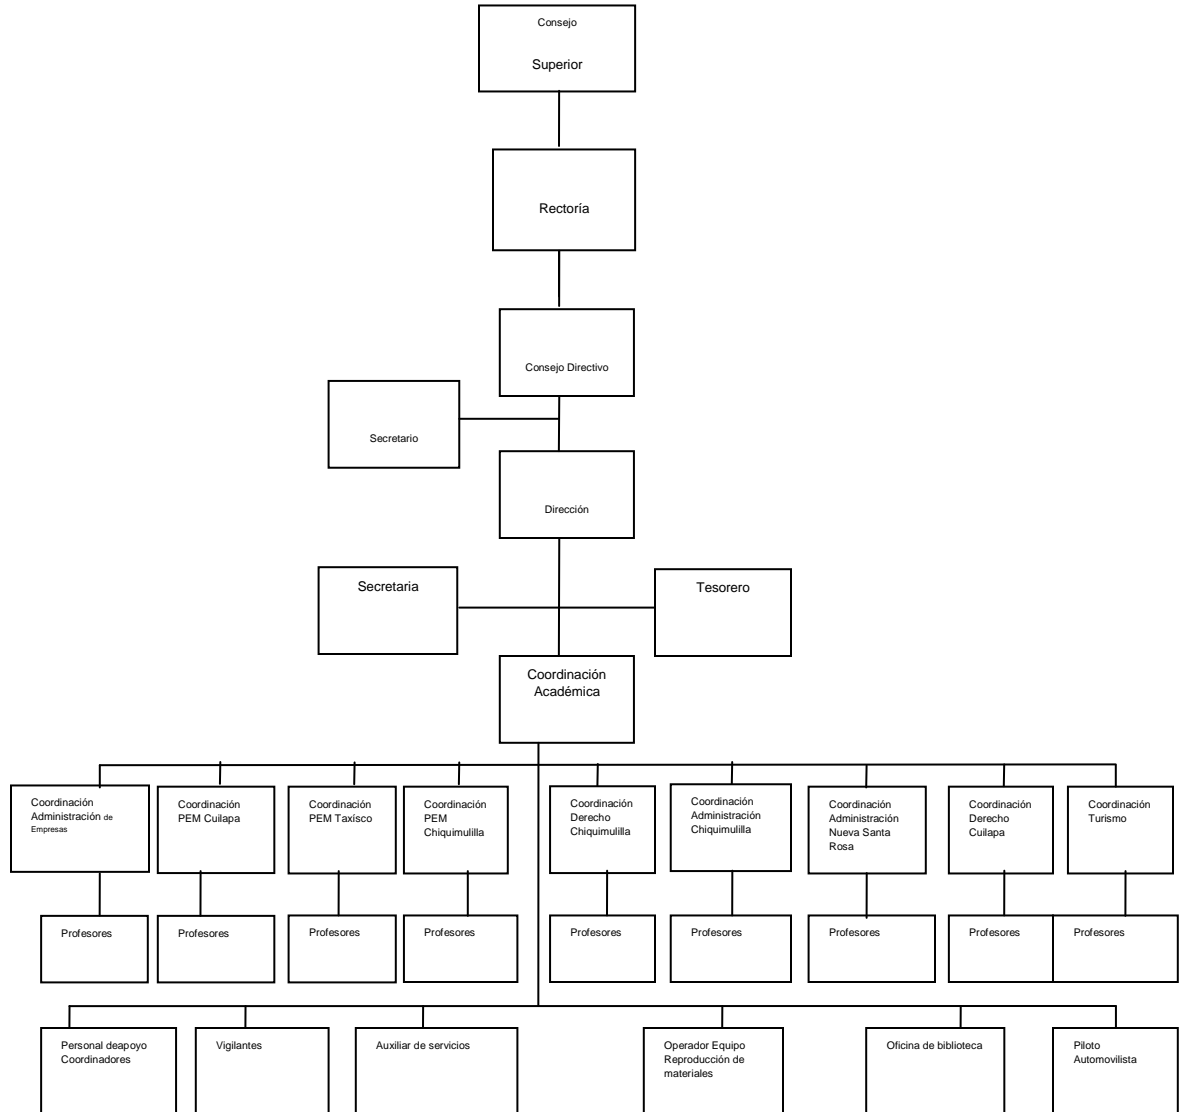 Consejo
Superior
Rectoría
Consejo Directivo
Secretario
Dirección
Secretaria
Tesorero
Coordinación
Académica
Coordinación
Administración de
Empresas
Coordinación
PEM Cuilapa
Coordinación
PEM Taxísco
Coordinación
PEM
Chiquimulilla
Coordinación
Derecho
Chiquimulilla
Coordinación
Administración
Chiquimulilla
Coordinación
Administración
Nueva Santa
Rosa
Coordinación
Derecho
Cuilapa
Coordinación
Turismo
Profesores
Profesores
Profesores
Profesores
Profesores
Profesores
Profesores
Profesores
Profesores
Personal deapoyo
Coordinadores
Vigilantes
Auxiliar de servicios
Operador Equipo
Reproducción de
materiales
Oficina de biblioteca
Piloto
Automovilista